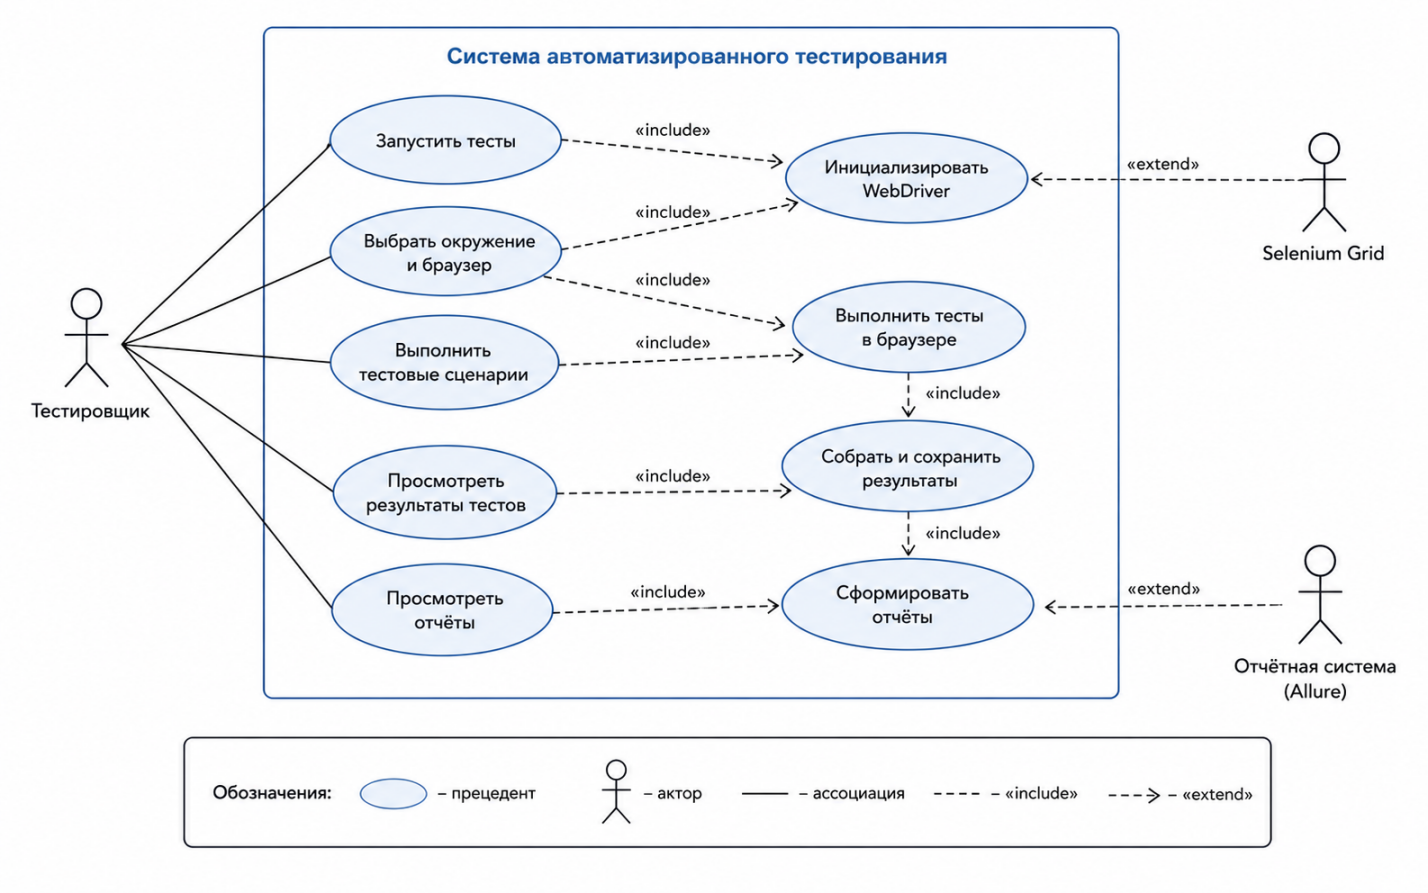 Система автоматизированного тестирования
Запустить тесты
«include»
Инициализировать
WebDriver
«extend»
Selenium Grid
Выбрать окружение
и браузер
«include»
«include»
Выполнить тесты
в браузере
Выполнить
тестовые сценарии
«include»
Тестировщик
«include»
Собрать и сохранить
результаты
Просмотреть
результаты тестов
«include»
«include»
Просмотреть
отчёты
«include»
Сформировать
отчёты
«extend»
Отчётная система
(Allure)
Обозначения:
– прецедент
– актор
– ассоциация
– «include»
– «extend»